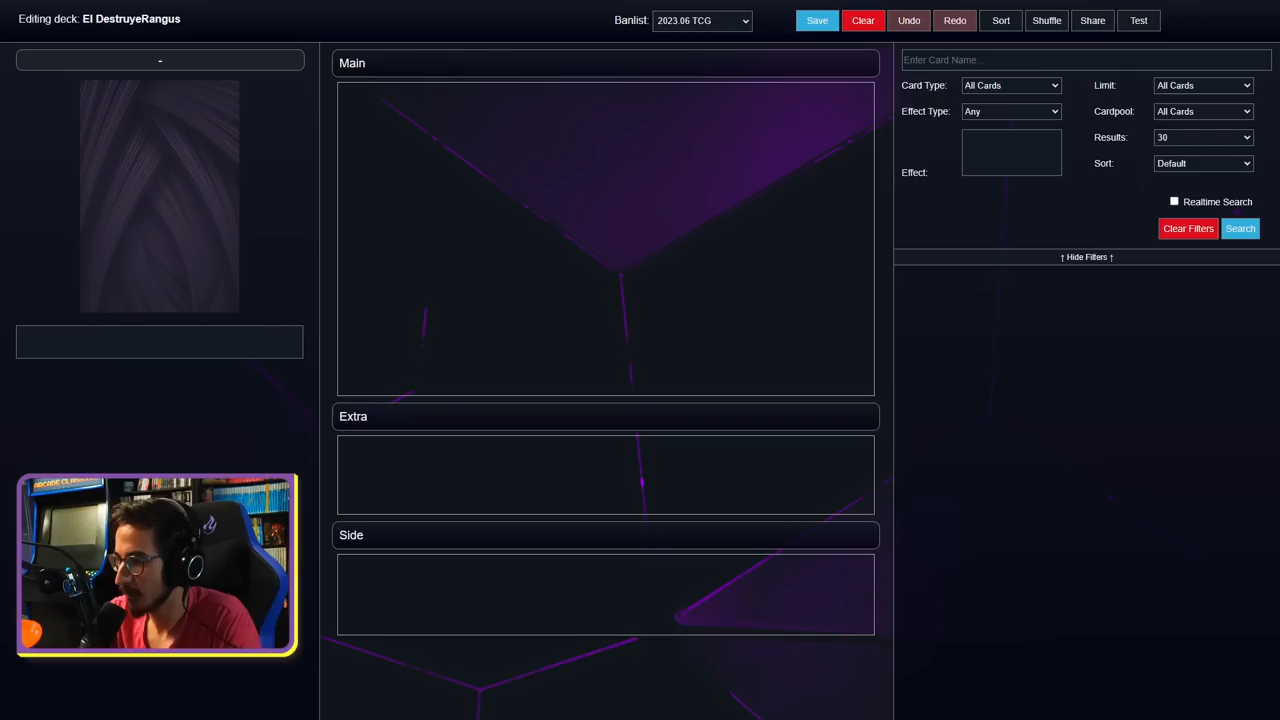 Editing deck: El DestruyeRangus
Banlist: 2023.06 TCG
Save Clear Undo Redo Sort Shuffle Share Test
-
Main
Extra
Side
Enter Card Name...
Card Type: All Cards
Limit: All Cards
Effect Type: Any
Cardpool: All Cards
Results: 30
Effect:
Sort: Default
Realtime Search
Clear Filters Search
↑ Hide Filters ↑